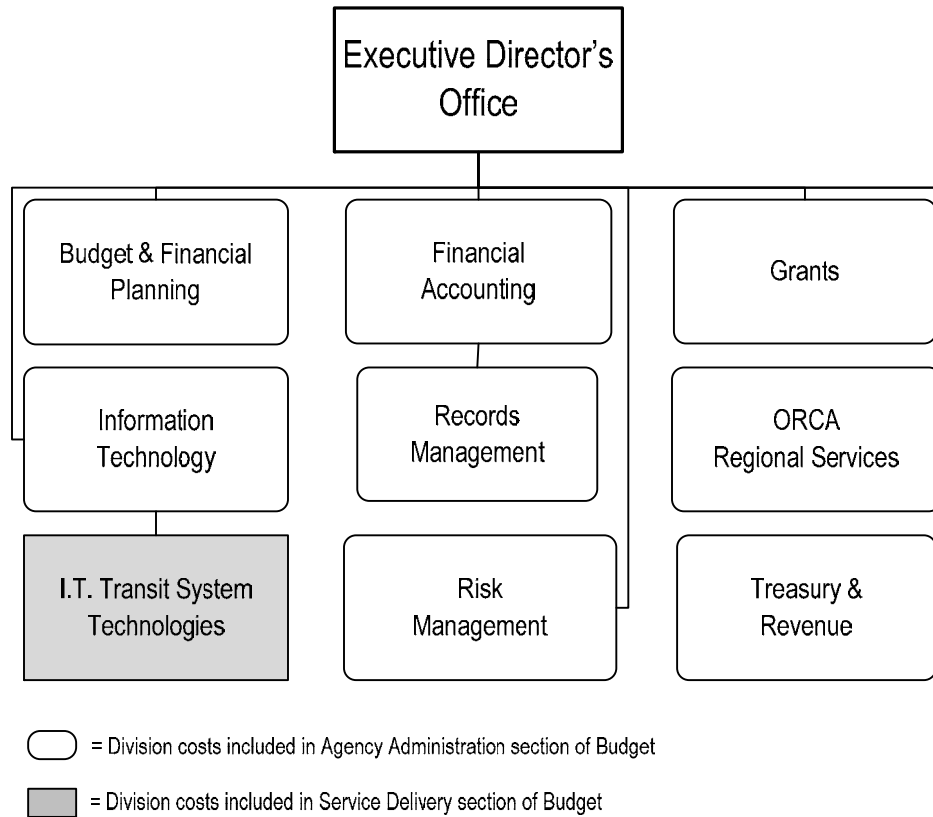 Executive Director's
Office
Budget & Financial
Planning
Financial
Accounting
Grants
Information
Technology
Records
Management
ORCA
Regional Services
I.T. Transit System
Technologies
Risk
Management
Treasury &
Revenue
= Division costs included in Agency Administration section of Budget
= Division costs included in Service Delivery section of Budget